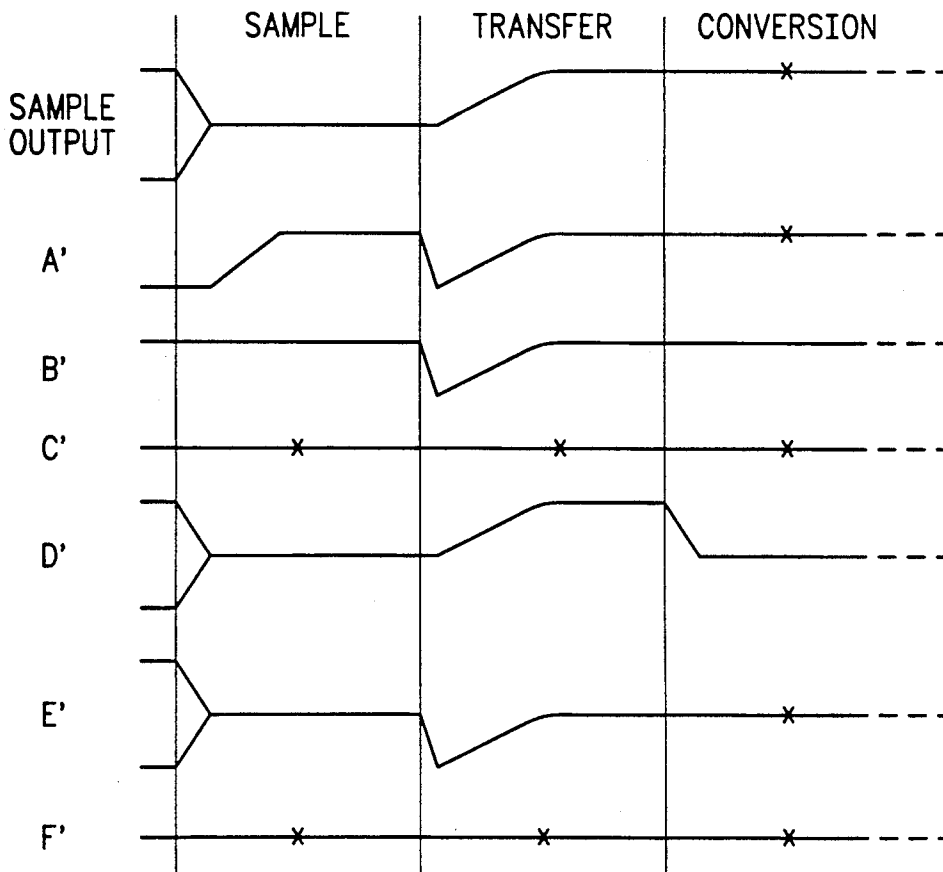 SAMPLE TRANSFER CONVERSION
SAMPLE
OUTPUT
A'
B'
C'
D'
E'
F'